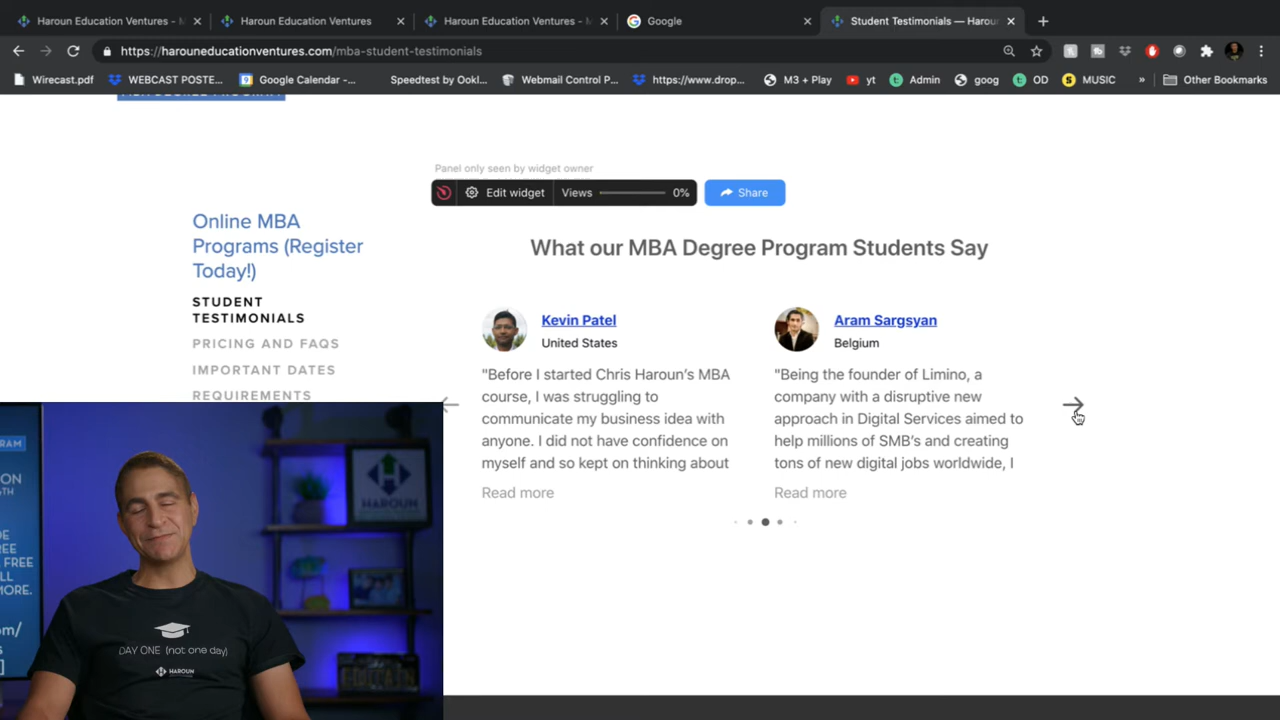 Haroun Education Ventures - M
Haroun Education Ventures
Haroun Education Ventures - M
Google
Student Testimonials — Harou
https://harouneducationventures.com/mba-student-testimonials
Wirecast.pdf
WEBCAST POSTE...
Google Calendar -...
Speedtest by Ookl...
Webmail Control P...
https://www.drop...
M3 + Play
yt
Admin
goog
OD
MUSIC
»
Other Bookmarks
Panel only seen by widget owner
Edit widget
Views
0%
Share
Online MBA
Programs (Register
Today!)
STUDENT
TESTIMONIALS
PRICING AND FAQS
IMPORTANT DATES
REQUIREMENTS
What our MBA Degree Program Students Say
Kevin Patel
United States
"Before I started Chris Haroun's MBA
course, I was struggling to
communicate my business idea with
anyone. I did not have confidence on
myself and so kept on thinking about
Read more
Aram Sargsyan
Belgium
"Being the founder of Limino, a
company with a disruptive new
approach in Digital Services aimed to
help millions of SMB's and creating
tons of new digital jobs worldwide, I
Read more
HAROUN
DAY ONE (not one day)
HAROUN